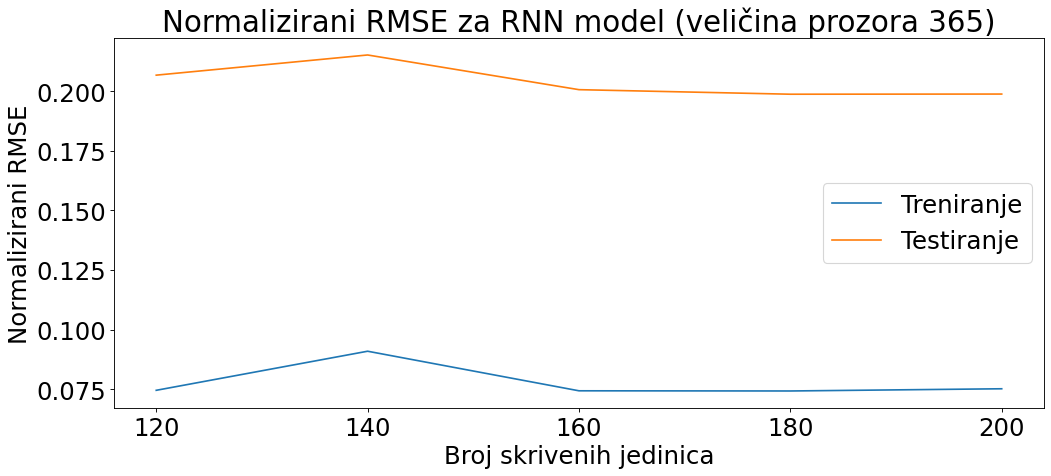 Normalizirani RMSE za RNN model (veličina prozora 365)
Normalizirani RMSE
0.200
0.175
0.150
0.125
0.100
0.075
Treniranje
Testiranje
120 140 160 180 200
Broj skrivenih jedinica